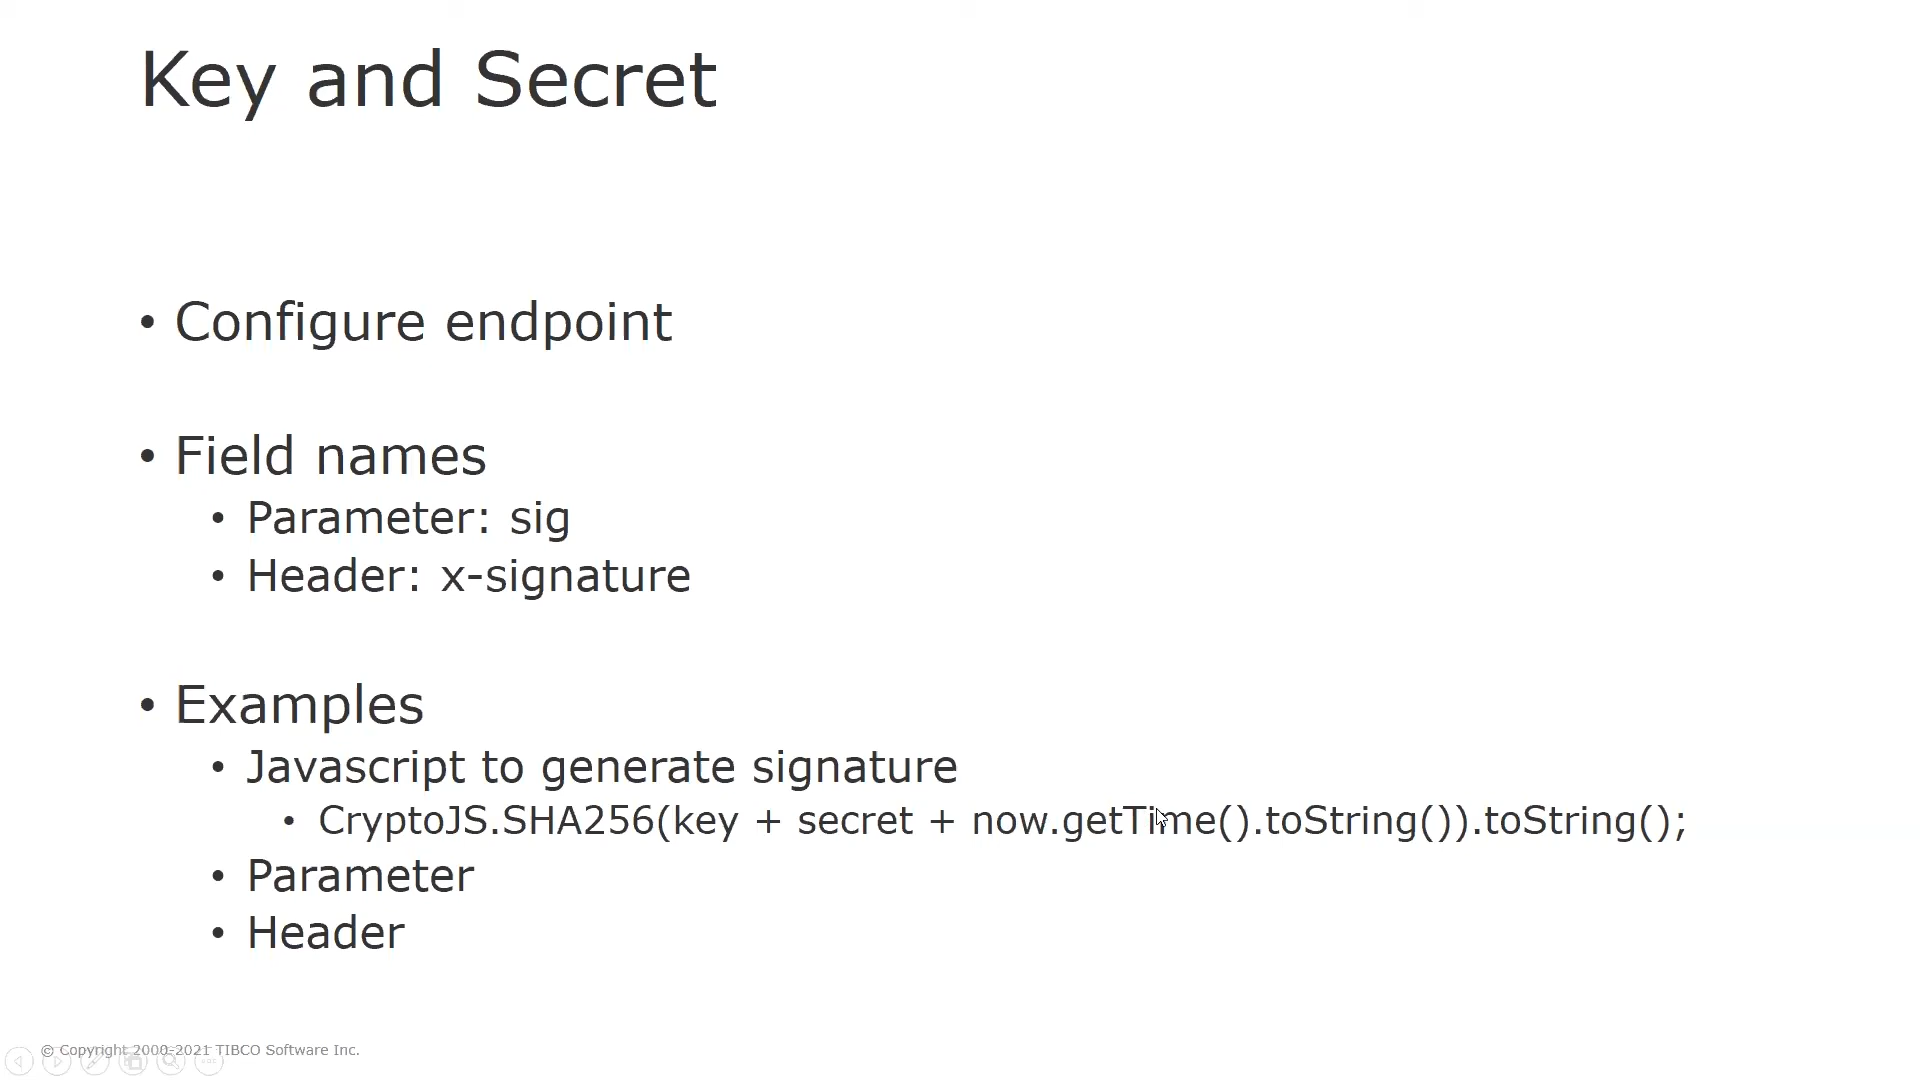 Key and Secret
• Configure endpoint
• Field names
• Parameter: sig
• Header: x-signature
• Examples
• Javascript to generate signature
• CryptoJS.SHA256(key + secret + now.getTime().toString()).toString();
• Parameter
• Header
© Copyright 2000-2021 TIBCO Software Inc.